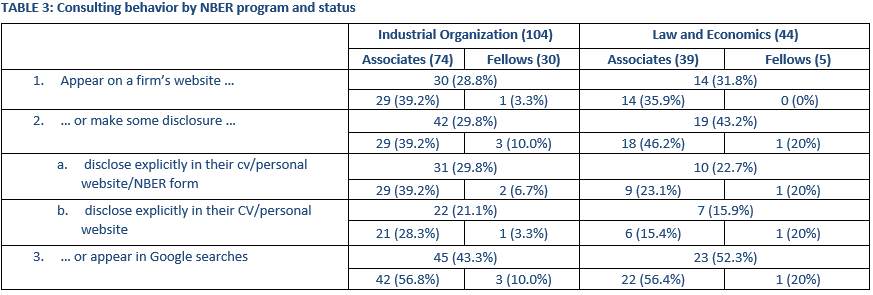 TABLE 3: Consulting behavior by NBER program and status
Industrial Organization (104) Law and Economics (44)
Associates (74) Fellows (30) Associates (39) Fellows (5)
1. Appear on a firm's website ... 30 (28.8%) 14 (31.8%)
29 (39.2%) 1 (3.3%) 14 (35.9%) 0 (0%)
2. ... or make some disclosure ... 42 (29.8%) 19 (43.2%)
29 (39.2%) 3 (10.0%) 18 (46.2%) 1 (20%)
a. disclose explicitly in their cv/personal 31 (29.8%) 10 (22.7%)
website/NBER form 29 (39.2%) 2 (6.7%) 9 (23.1%) 1 (20%)
b. disclose explicitly in their CV/personal 22 (21.1%) 7 (15.9%)
website 21 (28.3%) 1 (3.3%) 6 (15.4%) 1 (20%)
3. ... or appear in Google searches 45 (43.3%) 23 (52.3%)
42 (56.8%) 3 (10.0%) 22 (56.4%) 1 (20%)